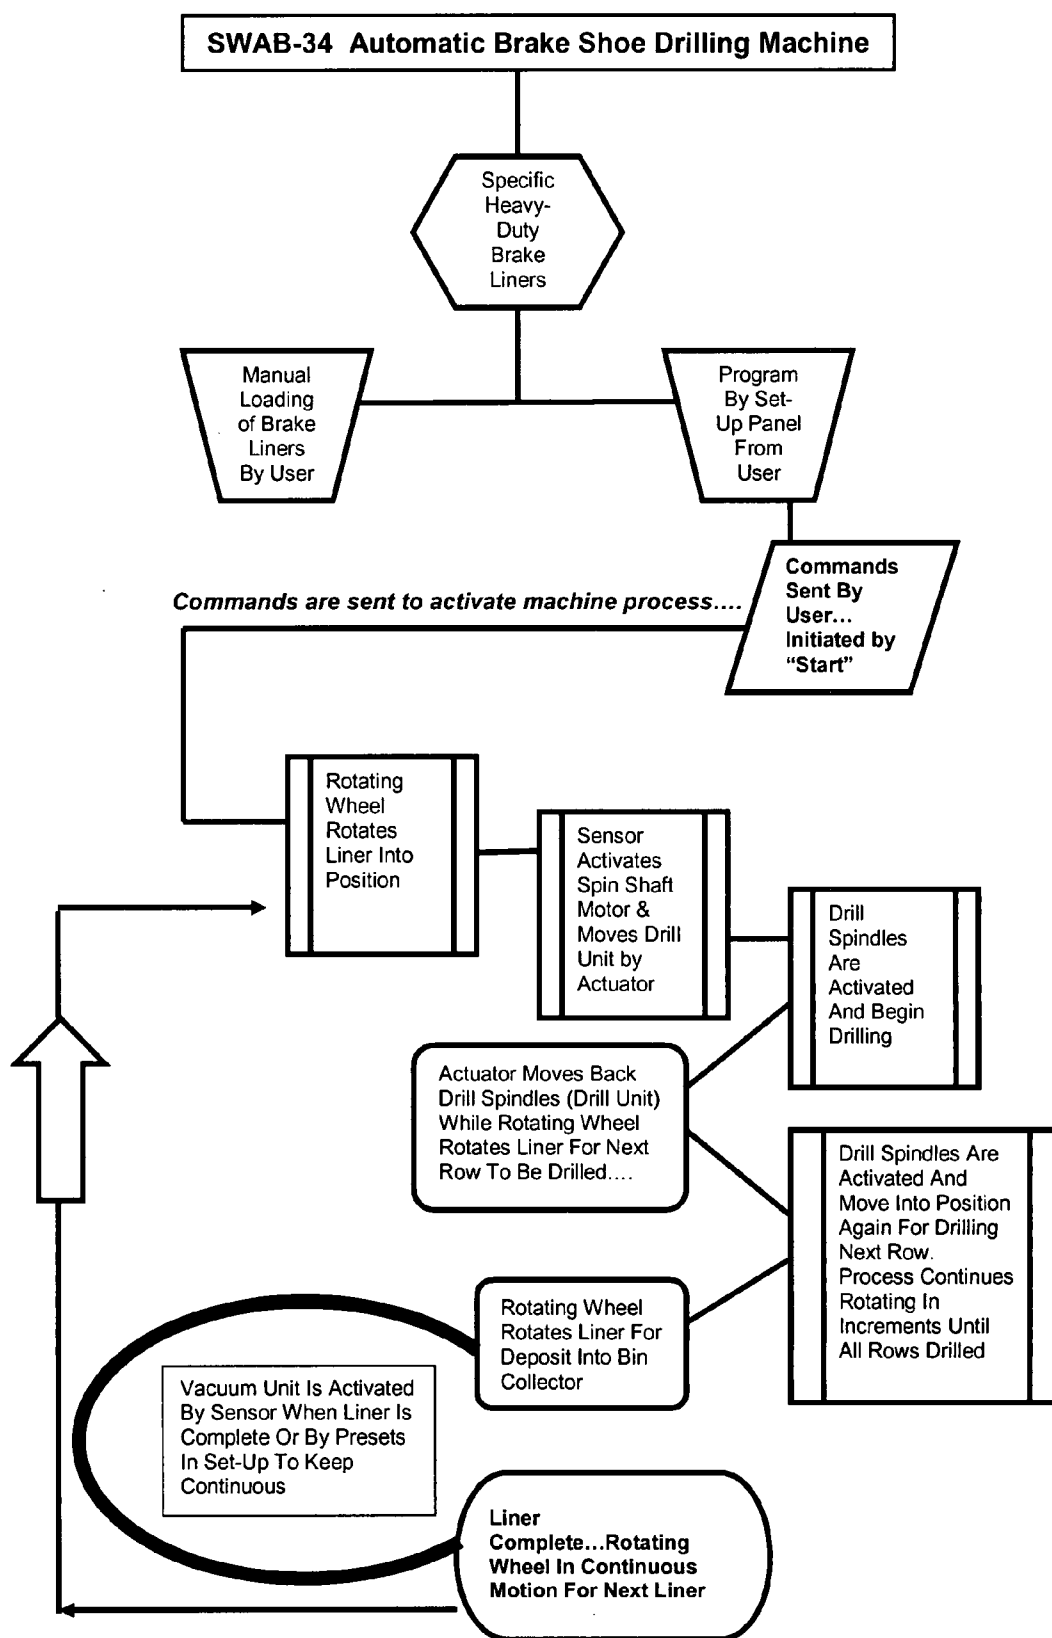 SWAB-34 Automatic Brake Shoe Drilling Machine
Specific
Heavy-
Duty
Brake
Liners
Manual
Loading
of Brake
Liners
By User
Program
By Set-
Up Panel
From
User
Commands
Sent By
User...
Initiated by
“Start”
Commands are sent to activate machine process....
Rotating
Wheel
Rotates
Liner Into
Position
Sensor
Activates
Spin Shaft
Motor &
Moves Drill
Unit by
Actuator
Drill
Spindles
Are
Activated
And Begin
Drilling
Actuator Moves Back
Drill Spindles (Drill Unit)
While Rotating Wheel
Rotates Liner For Next
Row To Be Drilled....
Drill Spindles Are
Activated And
Move Into Position
Again For Drilling
Next Row.
Process Continues
Rotating In
Increments Until
All Rows Drilled
Rotating Wheel
Rotates Liner For
Deposit Into Bin
Collector
Vacuum Unit Is Activated
By Sensor When Liner Is
Complete Or By Presets
In Set-Up To Keep
Continuous
Liner
Complete...Rotating
Wheel In Continuous
Motion For Next Liner